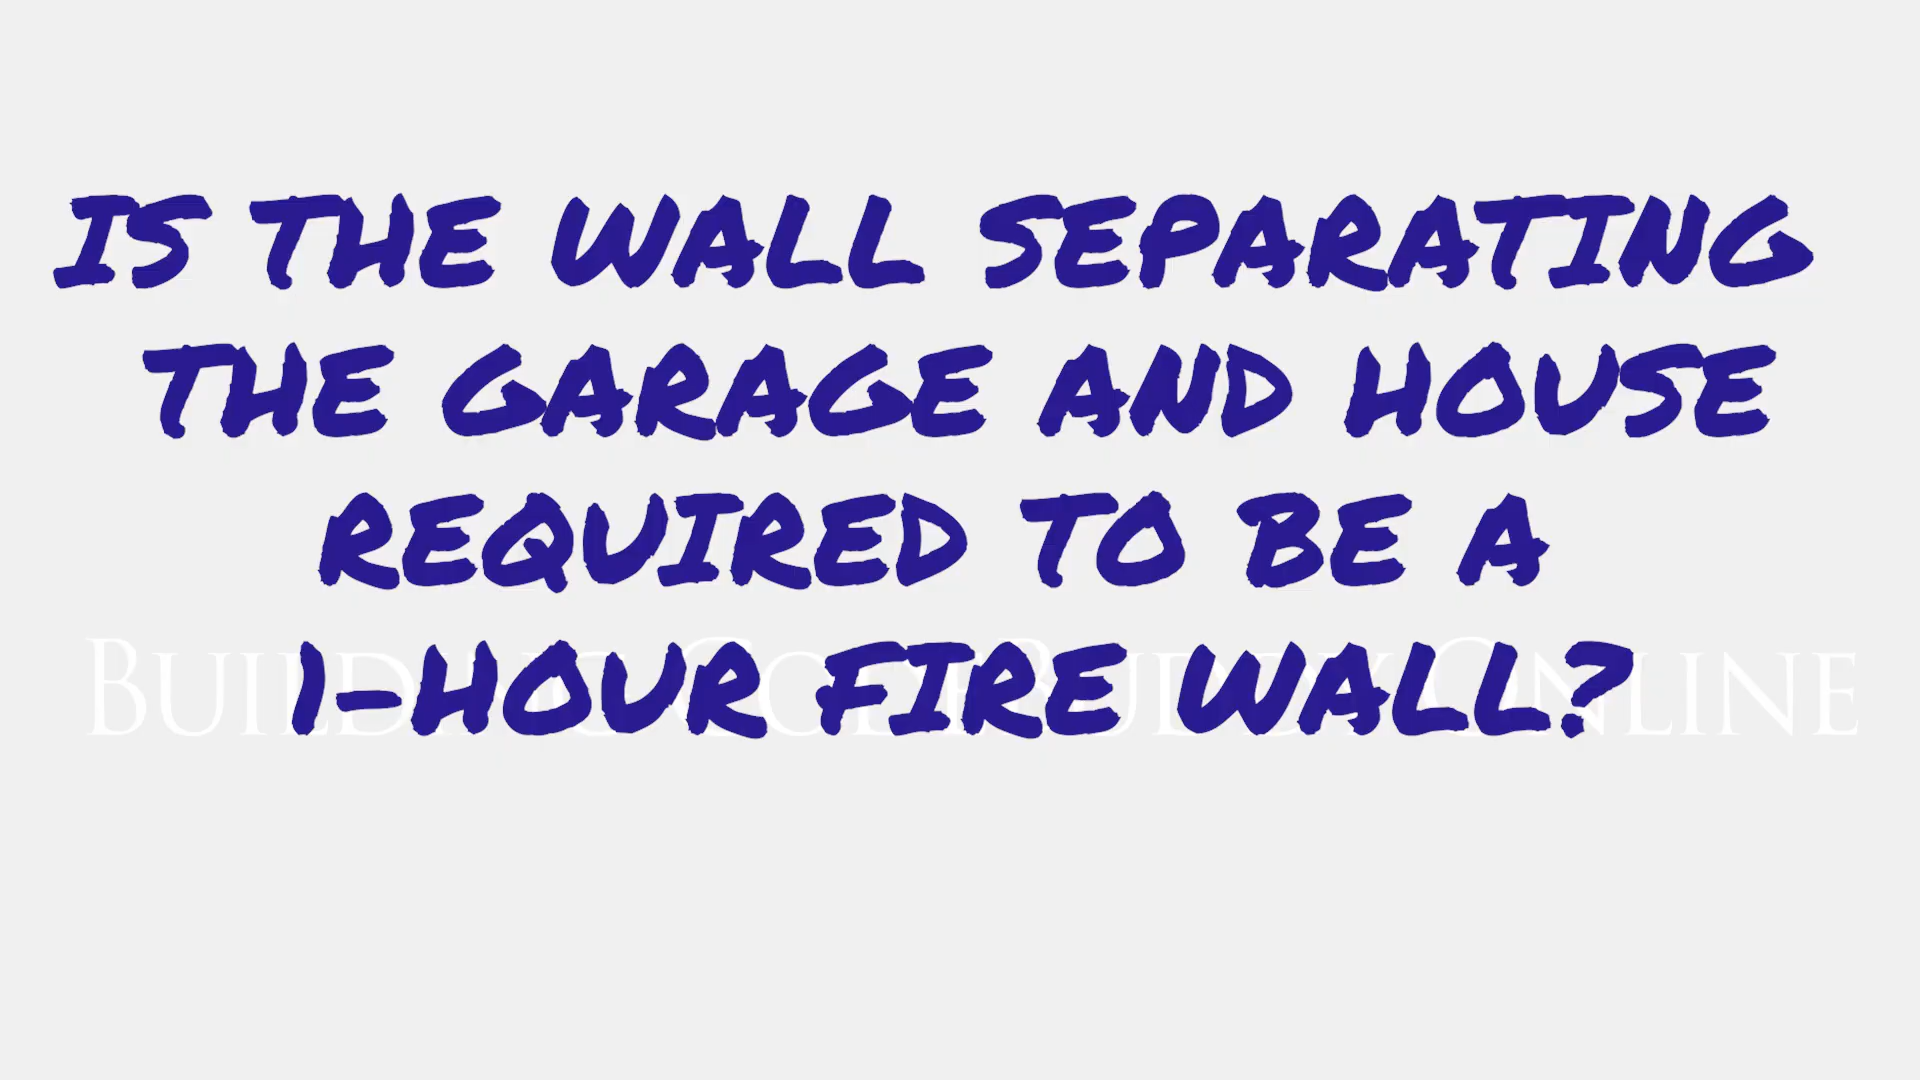 IS THE WALL SEPARATING
THE GARAGE AND HOUSE
REQUIRED TO BE A
1-HOUR FIRE WALL?